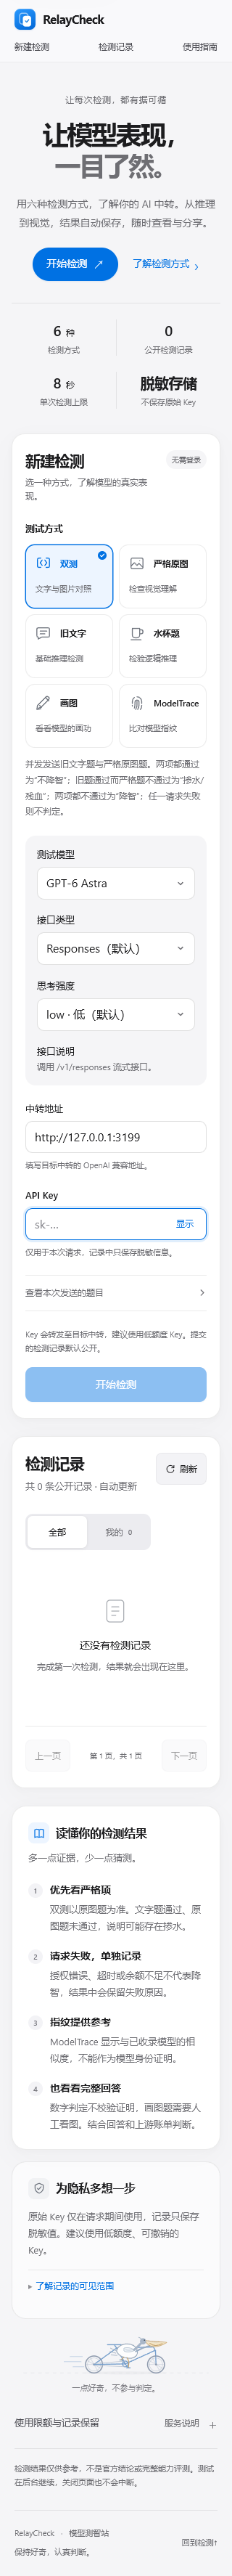 RelayCheck
新建检测 检测记录 使用指南
让每次检测，都有据可循
让模型表现，
一目了然。
用六种检测方式，了解你的 AI 中转。从推
理到视觉，结果自动保存，随时查看与分享。
开始检测 ↗ 了解检测方式 ›
6 种
检测方式
0
公开检测记录
8 秒
单次检测上限
脱敏存储
不保存原始 Key
新建检测
无需登录
选一种方式，了解模型的真实表
现。
测试方式
双测
文字与图片对照
严格原图
检查视觉理解
旧文字
基础推理检测
水杯题
检验逻辑推理
画图
看看模型的画功
ModelTrace
比对模型指纹
并发发送旧文字题与严格原图题。两项都通过
为“不降智”；旧题通过而严格题不通过为“掺水/
残血”；两项都不通过为“降智”；任一请求失败
则不判定。
测试模型
GPT-6 Astra
接口类型
Responses（默认）
思考强度
low · 低（默认）
接口说明
调用 /v1/responses 流式接口。
中转地址
http://127.0.0.1:3199
填写目标中转的 OpenAI 兼容地址。
API Key
sk-... 显示
仅用于本次请求，记录中只保存脱敏信息。
查看本次发送的题目
Key 会转发至目标中转，建议使用低额度 Key。提交
的检测记录默认公开。
开始检测
检测记录
共 0 条公开记录 · 自动更新
刷新
全部 我的 0
还没有检测记录
完成第一次检测，结果就会出现在这里。
上一页 第 1 页，共 1 页 下一页
读懂你的检测结果
多一点证据，少一点猜测。
1 优先看严格项
双测以原图题为准。文字题通过、原
图题未通过，说明可能存在掺水。
2 请求失败，单独记录
授权错误、超时或余额不足不代表降
智，结果中会保留失败原因。
3 指纹提供参考
ModelTrace 显示与已收录模型的相
似度，不能作为模型身份证明。
4 也看看完整回答
数字判定不校验证明，画图题需要人
工看图。结合回答和上游账单判断。
为隐私多想一步
原始 Key 仅在请求期间使用，记录只保存
脱敏值。建议使用低额度、可撤销的
Key。
▸ 了解记录的可见范围
一点好奇，不参与判定。
使用限额与记录保留 服务说明 +
检测结果仅供参考，不是官方结论或完整能力评测。测试
在后台继续，关闭页面也不会中断。
RelayCheck · 模型测智站
保持好奇，认真判断。
回到检测↑